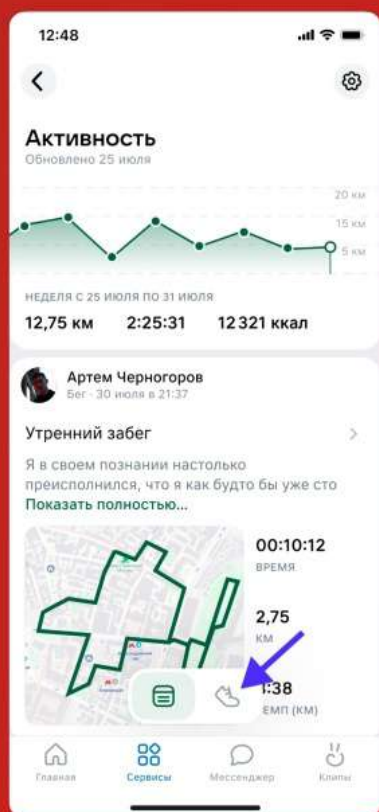 12:48
Активность
Обновлено 25 июля
20 км
15 км
5 км
НЕДЕЛЯ С 25 ИЮЛЯ ПО 31 ИЮЛЯ
12,75 км 2:25:31 12 321 ккал
Артем Черногоров
Бег · 30 июля в 21:37
Утренний забег
Я в своем познании настолько
преисполнился, что я как будто бы уже сто
Показать полностью...
00:10:12
ВРЕМЯ
2,75
КМ
:38
ЕМП (КМ)
Главная Сервисы Мессенджер Клипы